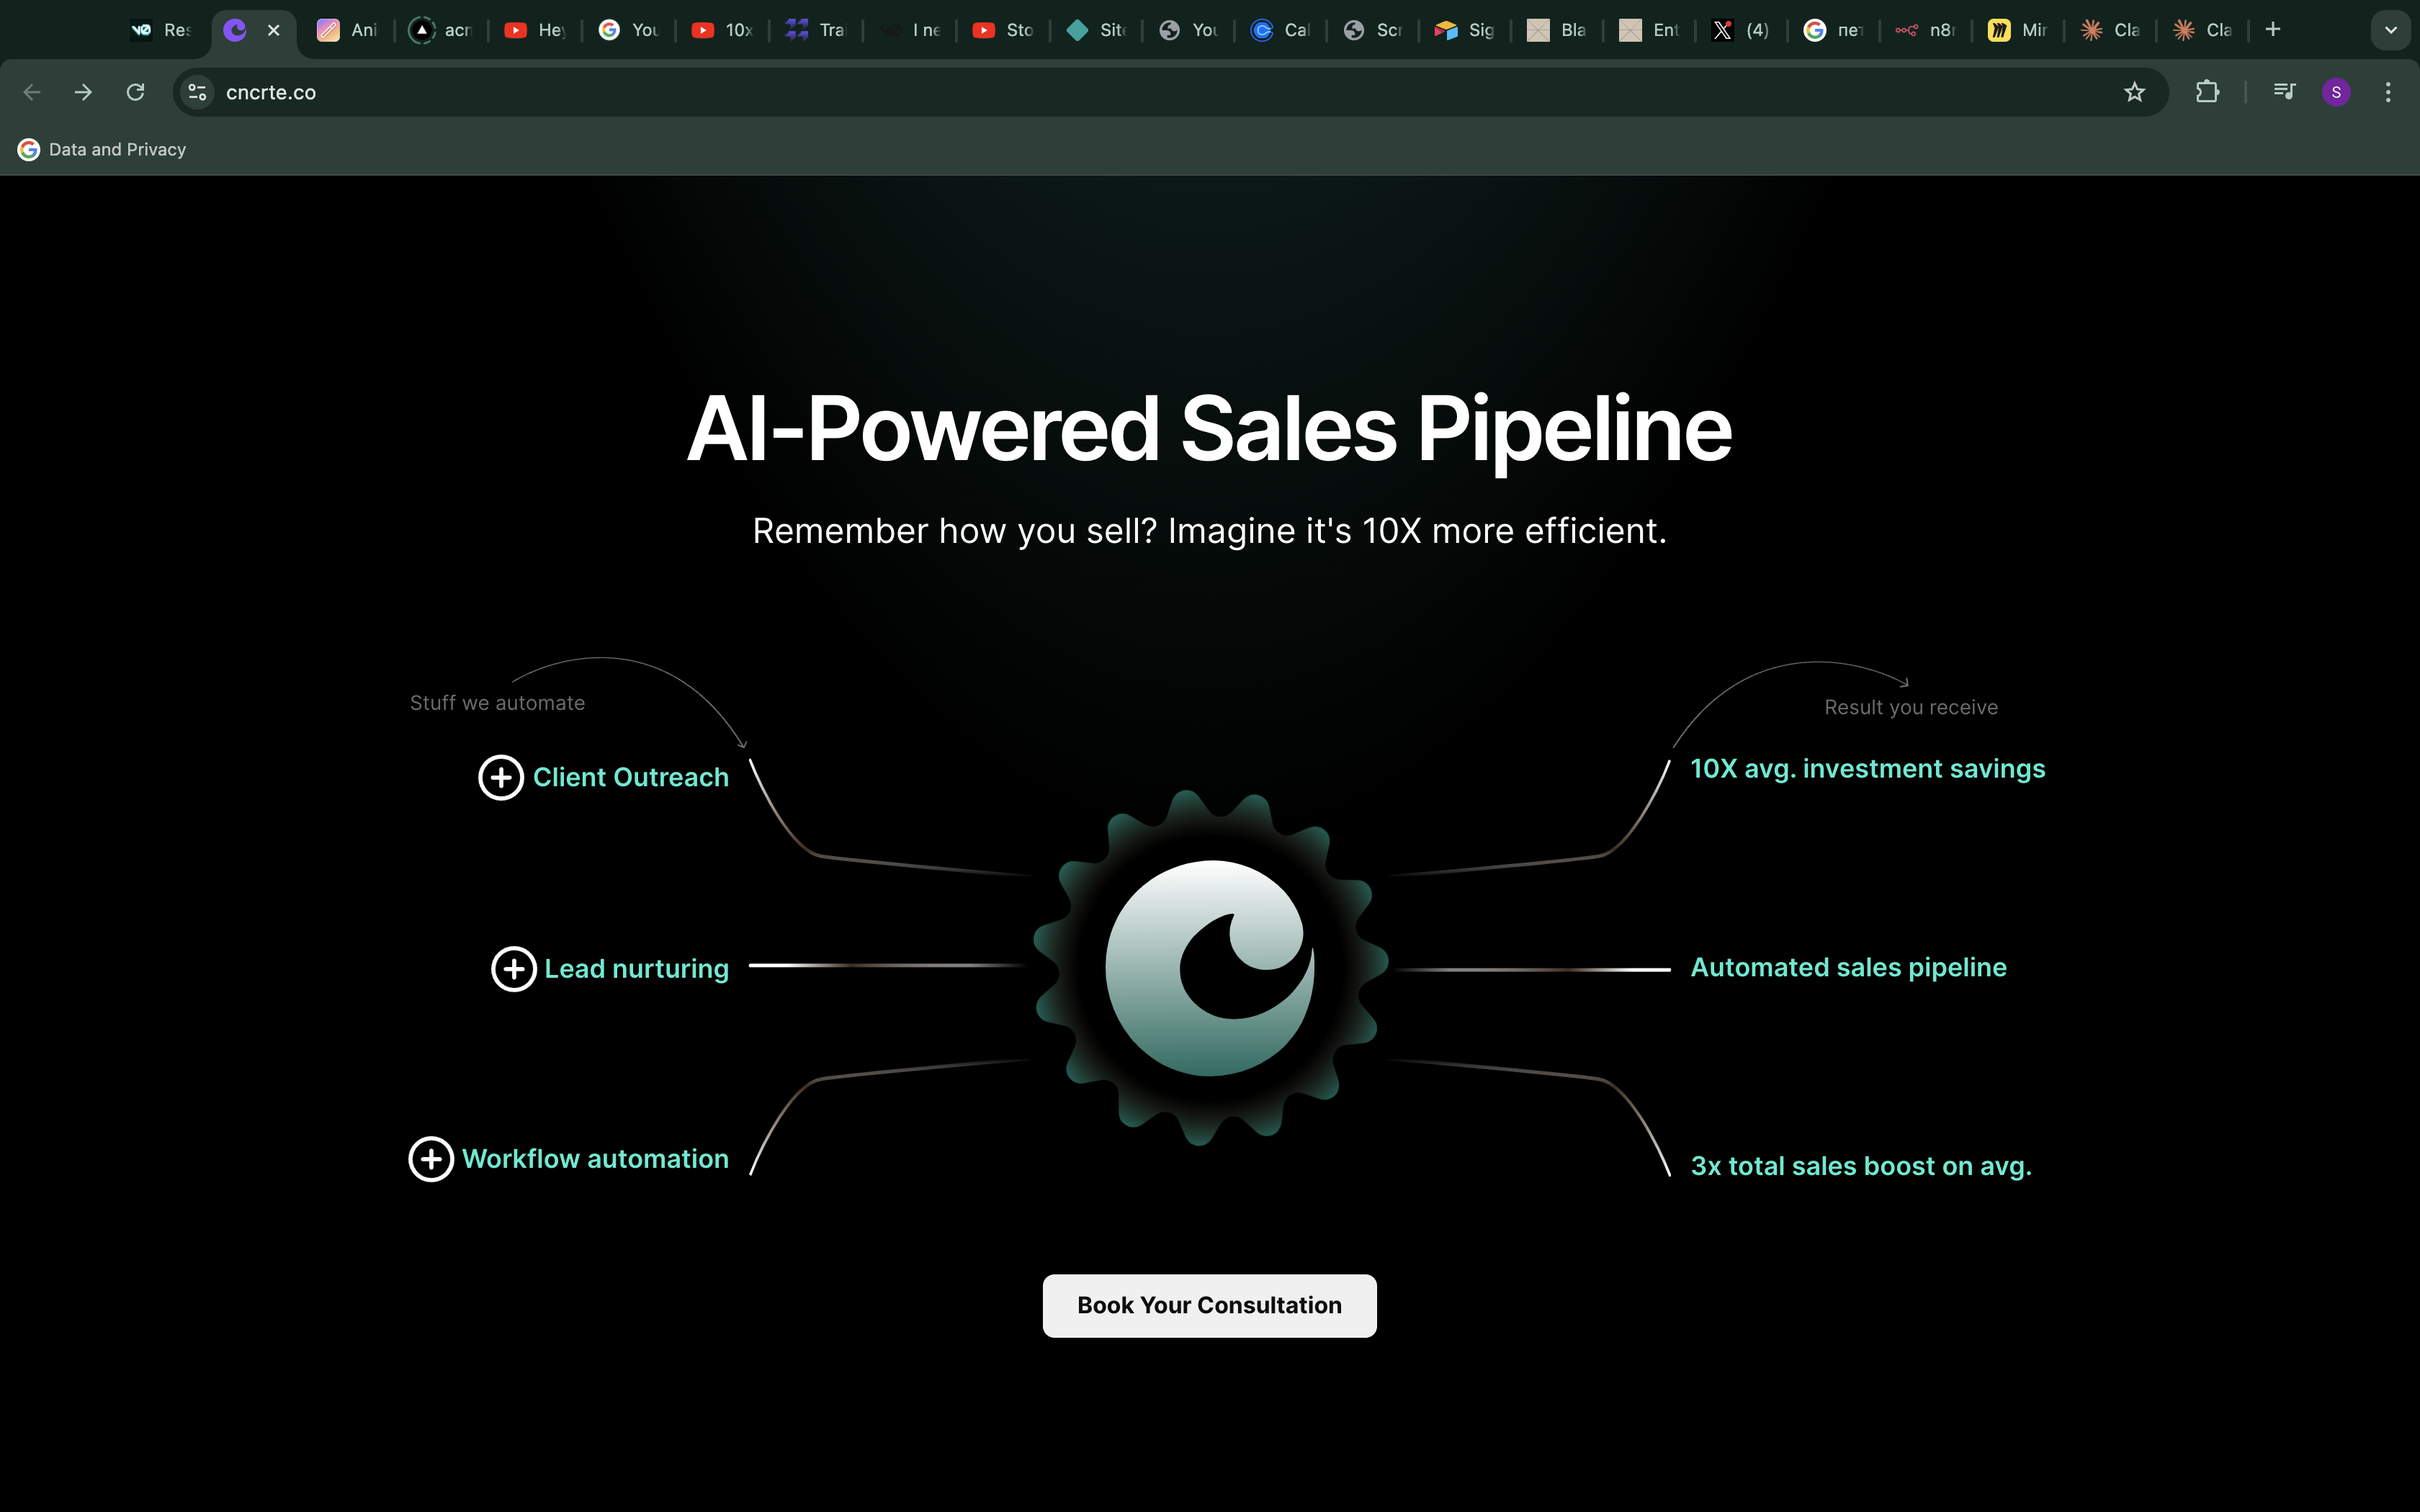 Res
Ani
acr
Hey
You
10x
Trai
I ne
Sto
Site
You
Cal
Scr
Sig
Bla
Ent
(4)
пет
n8n
Mir
Cla
Cla
cncrte.co
S
Data and Privacy
AI-Powered Sales Pipeline
Remember how you sell? Imagine it's 10X more efficient.
Stuff we automate
Result you receive
Client Outreach
10X avg. investment savings
Lead nurturing
Automated sales pipeline
Workflow automation
3x total sales boost on avg.
Book Your Consultation